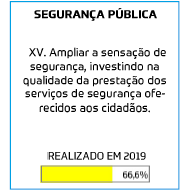 SEGURANÇA PÚBLICA
XV. Ampliar a sensação de
segurança, investindo na
qualidade da prestação dos
serviços de segurança ofe-
recidos aos cidadãos.
REALIZADO EM 2019
66,6%